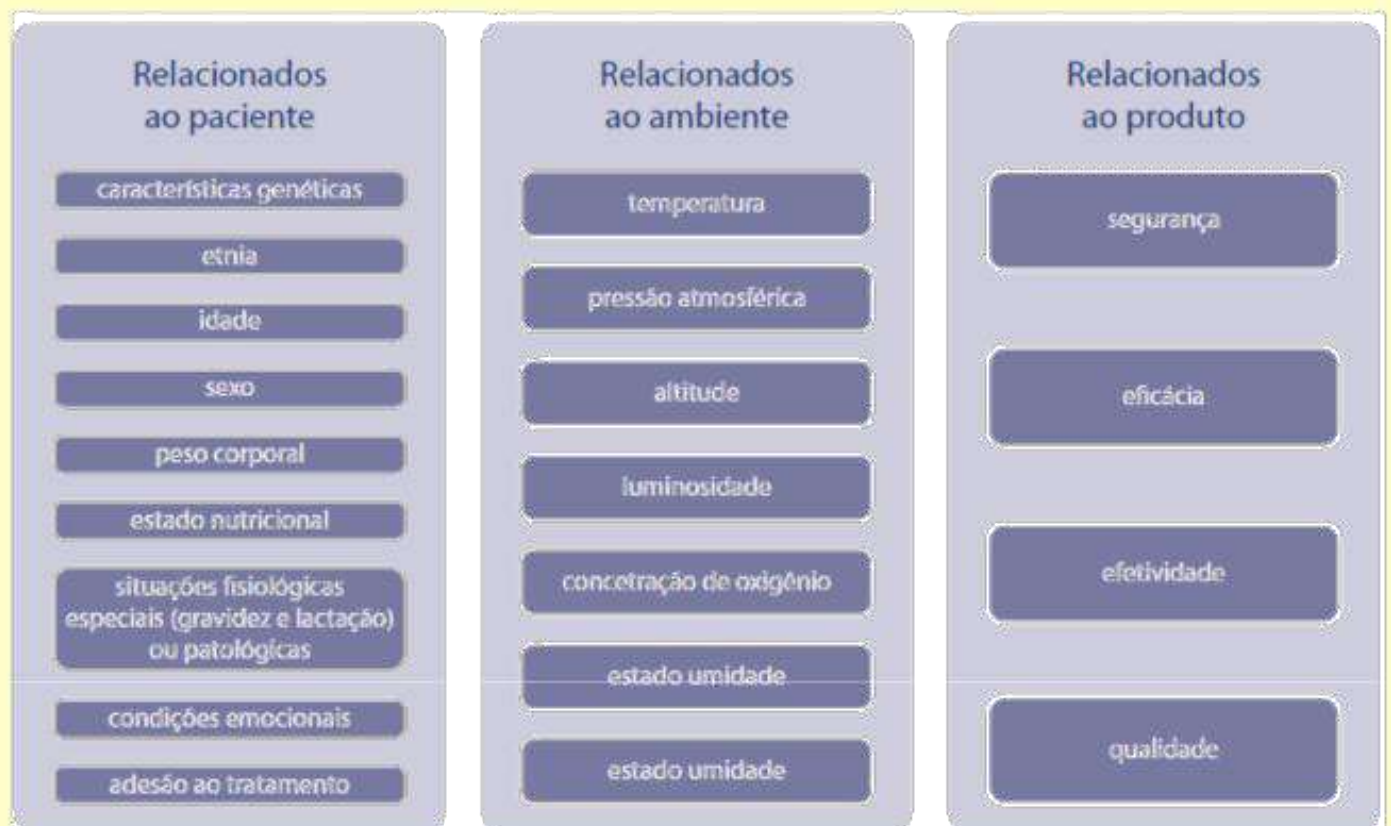 Relacionados
ao paciente
características genéticas
etnia
idade
sexo
peso corporal
estado nutricional
situações fisiológicas
especiais (gravidez e lactação)
ou patológicas
condições emocionais
adesão ao tratamento
Relacionados
ao ambiente
temperatura
pressão atmosférica
altitude
luminosidade
concetração de oxigênio
estado umidade
estado umidade
Relacionados
ao produto
segurança
eficácia
efetividade
qualidade